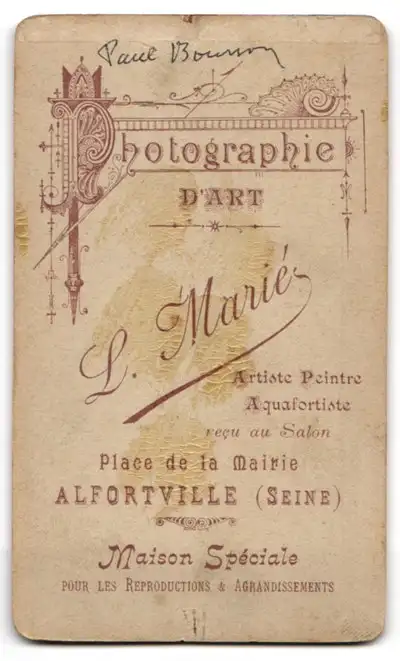 Paul
Photographie
D'ART
L. Marié
Artiste Peintre
Aquafortiste
reçu au Salon
Place de la Mairie
ALFORTVILLE (SEINE)
Maison Spéciale
POUR LES REPRODUCTIONS & AGRANDISSEMENTS